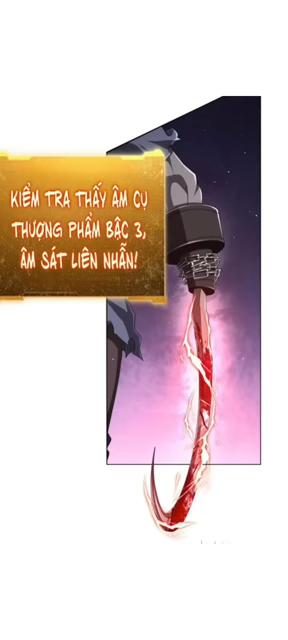 KIỂM TRA THẤY ÂM CỤ
THƯỢNG PHẨM BẬC 3,
ÂM SÁT LIÊN NHẪN!